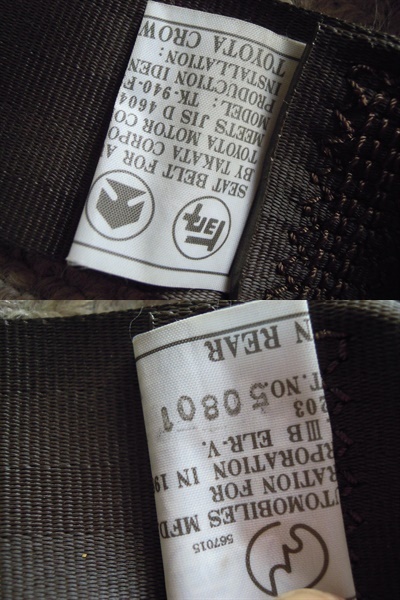 SEAT BELT FOR A
BY TAKATA CORPO
TOYOTA MOTOR CO
MEETS JIS D 4604
MODEL: TK-940-F
PRODUCTION IDEN
INSTALLATION:
TOYOTA CROW
567015
UTOMOBILES MFD
RATION FOR
RPORATION IN 19
III B ELR-V.
203
T.NO. 50801
N REAR